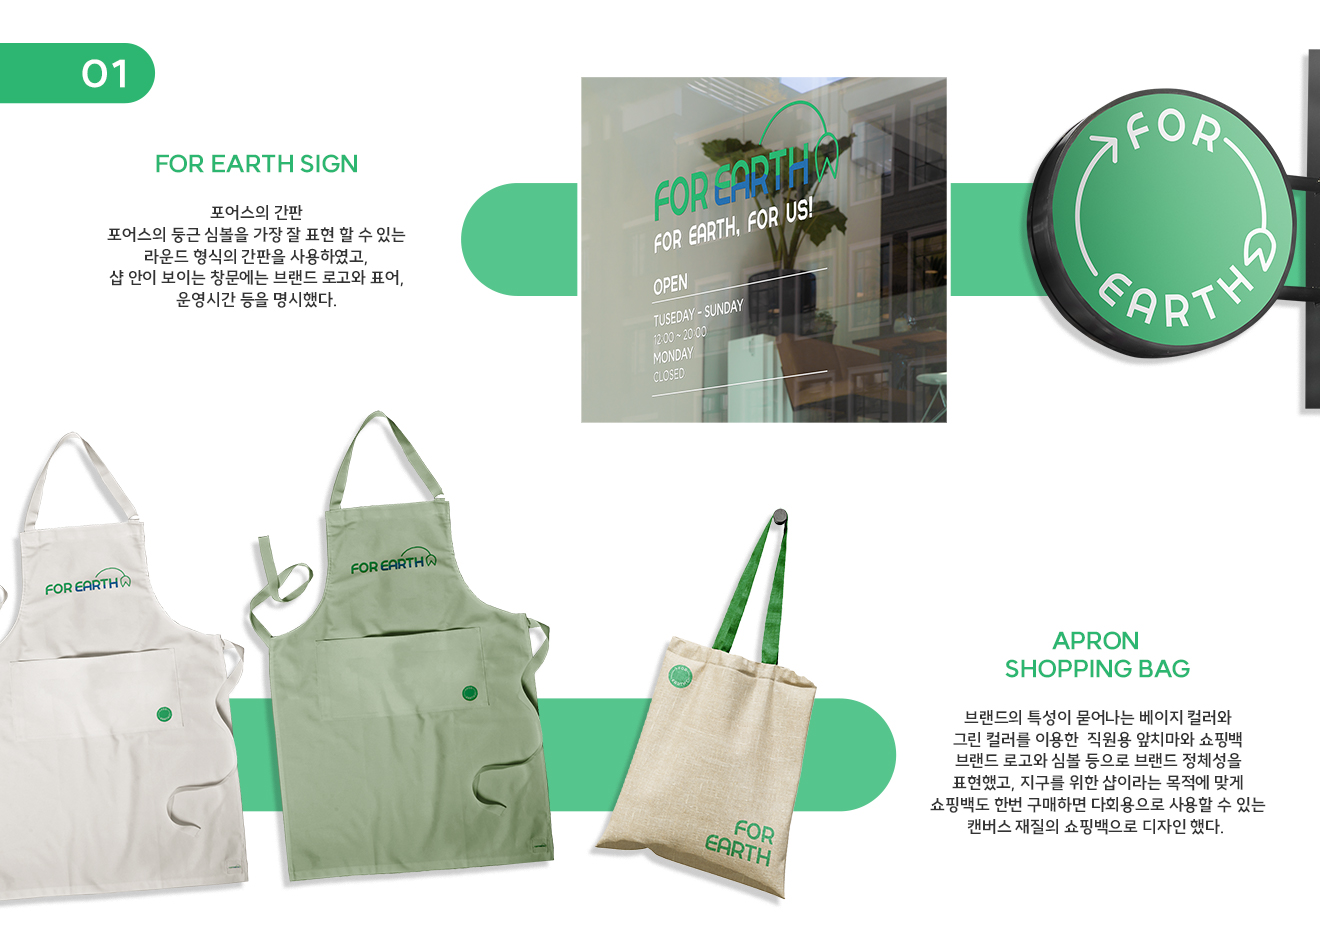 01
FOR EARTH SIGN
포어스의 간판
포어스의 둥근 심볼을 가장 잘 표현 할 수 있는
라운드 형식의 간판을 사용하였고,
샵 안이 보이는 창문에는 브랜드 로고와 표어,
운영시간 등을 명시했다.
FOR EARTH
FOR EARTH, FOR US!
OPEN
TUSEDAY - SUNDAY
12:00 ~ 20:00
MONDAY
CLOSED
FOR
EARTH
FOR EARTH
FOR EARTH
FOR
EARTH
APRON
SHOPPING BAG
브랜드의 특성이 묻어나는 베이지 컬러와
그린 컬러를 이용한 직원용 앞치마와 쇼핑백
브랜드 로고와 심볼 등으로 브랜드 정체성을
표현했고, 지구를 위한 샵이라는 목적에 맞게
쇼핑백도 한번 구매하면 다회용으로 사용할 수 있는
캔버스 재질의 쇼핑백으로 디자인 했다.